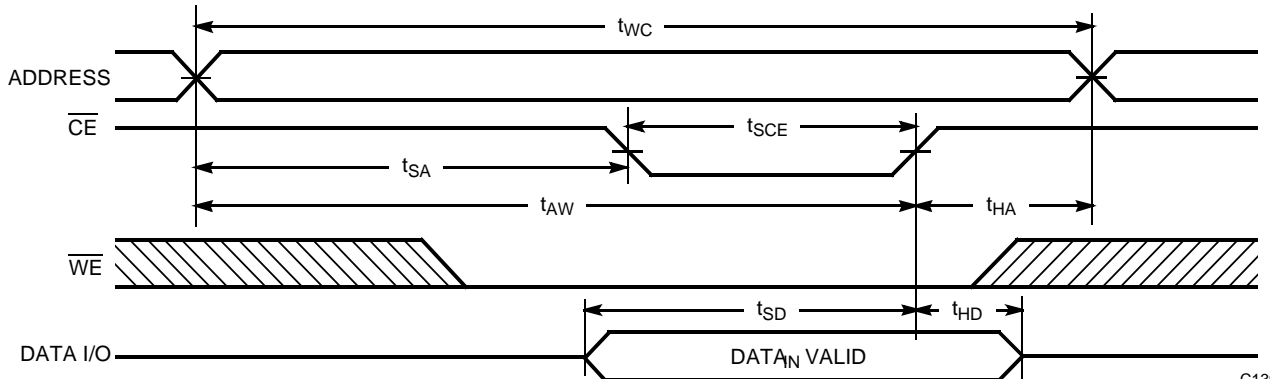 tWC
ADDRESS
CE
tSCE
tSA
tAW
tHA
WE
tSD
tHD
DATA I/O
DATAIN VALID